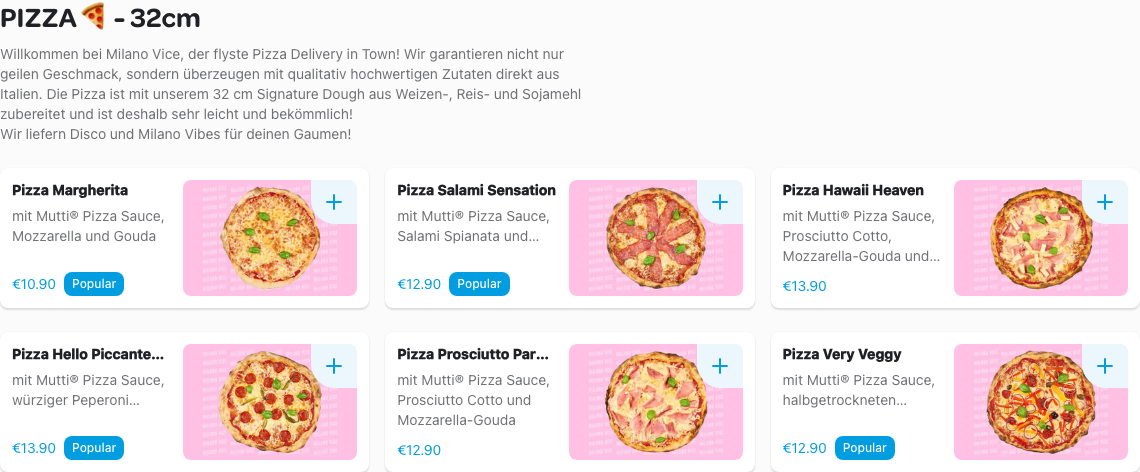 PIZZA🍕 - 32cm
Willkommen bei Milano Vice, der flyste Pizza Delivery in Town! Wir garantieren nicht nur
geilen Geschmack, sondern überzeugen mit qualitativ hochwertigen Zutaten direkt aus
Italien. Die Pizza ist mit unserem 32 cm Signature Dough aus Weizen-, Reis- und Sojamehl
zubereitet und ist deshalb sehr leicht und bekömmlich!
Wir liefern Disco und Milano Vibes für deinen Gaumen!
Pizza Margherita
mit Mutti® Pizza Sauce,
Mozzarella und Gouda
€10.90 Popular
Pizza Salami Sensation
mit Mutti® Pizza Sauce,
Salami Spianata und...
€12.90 Popular
Pizza Hawaii Heaven
mit Mutti® Pizza Sauce,
Prosciutto Cotto,
Mozzarella-Gouda und...
€13.90
Pizza Hello Piccante...
mit Mutti® Pizza Sauce,
würziger Peperoni...
€13.90 Popular
Pizza Prosciutto Par...
mit Mutti® Pizza Sauce,
Prosciutto Cotto und
Mozzarella-Gouda
€12.90
Pizza Very Veggy
mit Mutti® Pizza Sauce,
halbgetrockneten...
€12.90 Popular